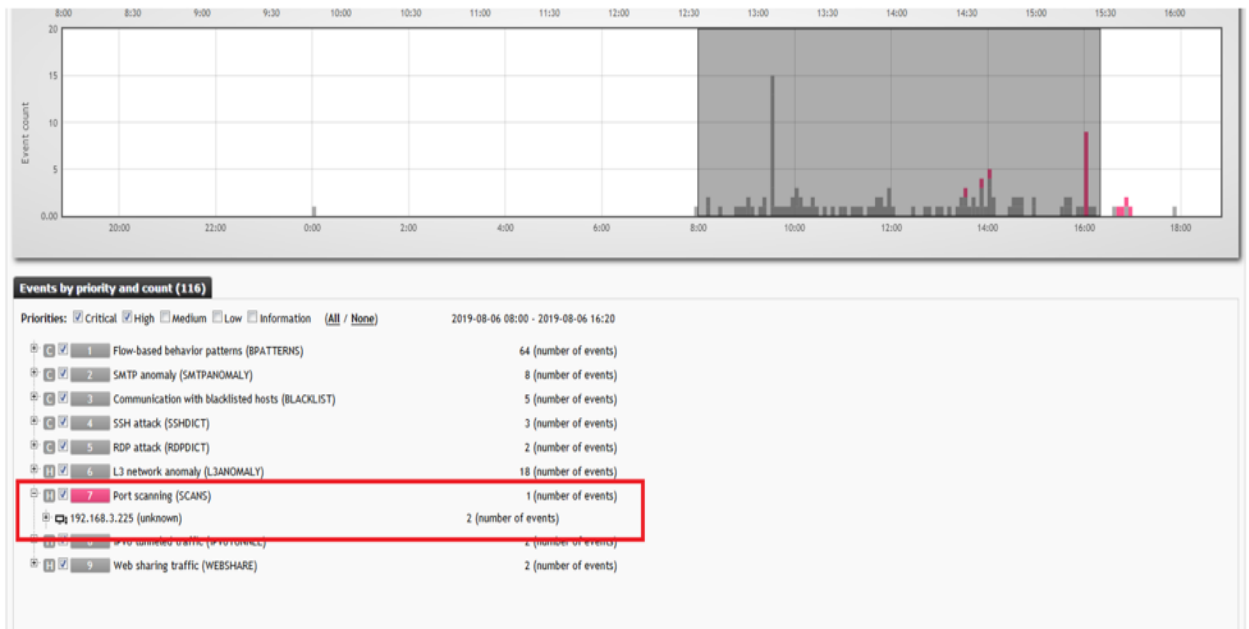 8:00 8:30 9:00 9:30 10:00 10:30 11:00 11:30 12:00 12:30 13:00 13:30 14:00 14:30 15:00 15:30 16:00
20
15
10
5
0.00
Event count
20:00 22:00 0:00 2:00 4:00 6:00 8:00 10:00 12:00 14:00 16:00 18:00
Events by priority and count (116)
Priorities: Critical High Medium Low Information (All / None) 2019-08-06 08:00 - 2019-08-06 16:20
C 1 Flow-based behavior patterns (BPATTERNS) 64 (number of events)
C 2 SMTP anomaly (SMTPANOMALY) 8 (number of events)
C 3 Communication with blacklisted hosts (BLACKLIST) 5 (number of events)
C 4 SSH attack (SSHDICT) 3 (number of events)
C 5 RDP attack (RDPDICT) 2 (number of events)
H 6 L3 network anomaly (L3ANOMALY) 18 (number of events)
H 7 Port scanning (SCANS) 1 (number of events)
192.168.3.225 (unknown) 2 (number of events)
H 8 IPv6 tunneled traffic (IPV6TUNNEL) 2 (number of events)
H 9 Web sharing traffic (WEBSHARE) 2 (number of events)